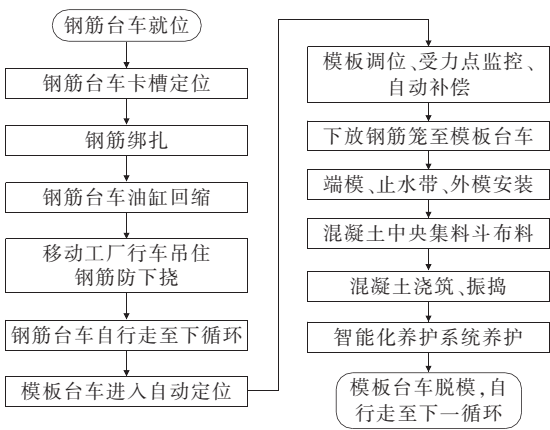 钢筋台车就位
钢筋台车卡槽定位
钢筋绑扎
钢筋台车油缸回缩
移动工厂行车吊住
钢筋防下挠
钢筋台车自行走至下循环
模板台车进入自动定位
模板调位、受力点监控、
自动补偿
下放钢筋笼至模板台车
端模、止水带、外模安装
混凝土中央集料斗布料
混凝土浇筑、振捣
智能化养护系统养护
模板台车脱模,自
行走至下一循环